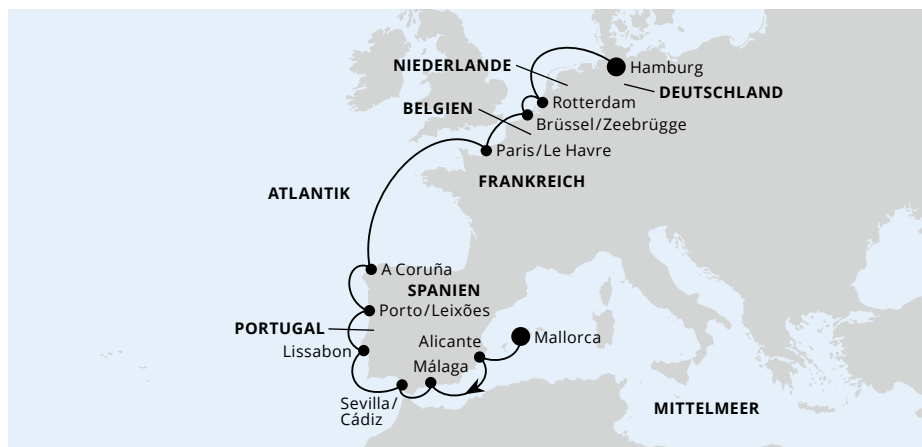 NIEDERLANDE
Hamburg
DEUTSCHLAND
BELGIEN
Rotterdam
Brüssel/Zeebrügge
Paris/Le Havre
FRANKREICH
ATLANTIK
A Coruña
SPANIEN
Porto/Leixões
PORTUGAL
Lissabon
Alicante
Mallorca
Málaga
Sevilla/
Cádiz
MITTELMEER